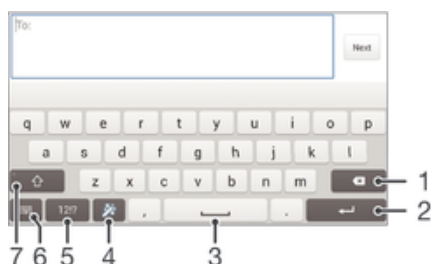 To:
Next
q w e r t y u i o p
a s d f g h j k l
z x c v b n m 1
12!? , . 2
7 6 5 4 3